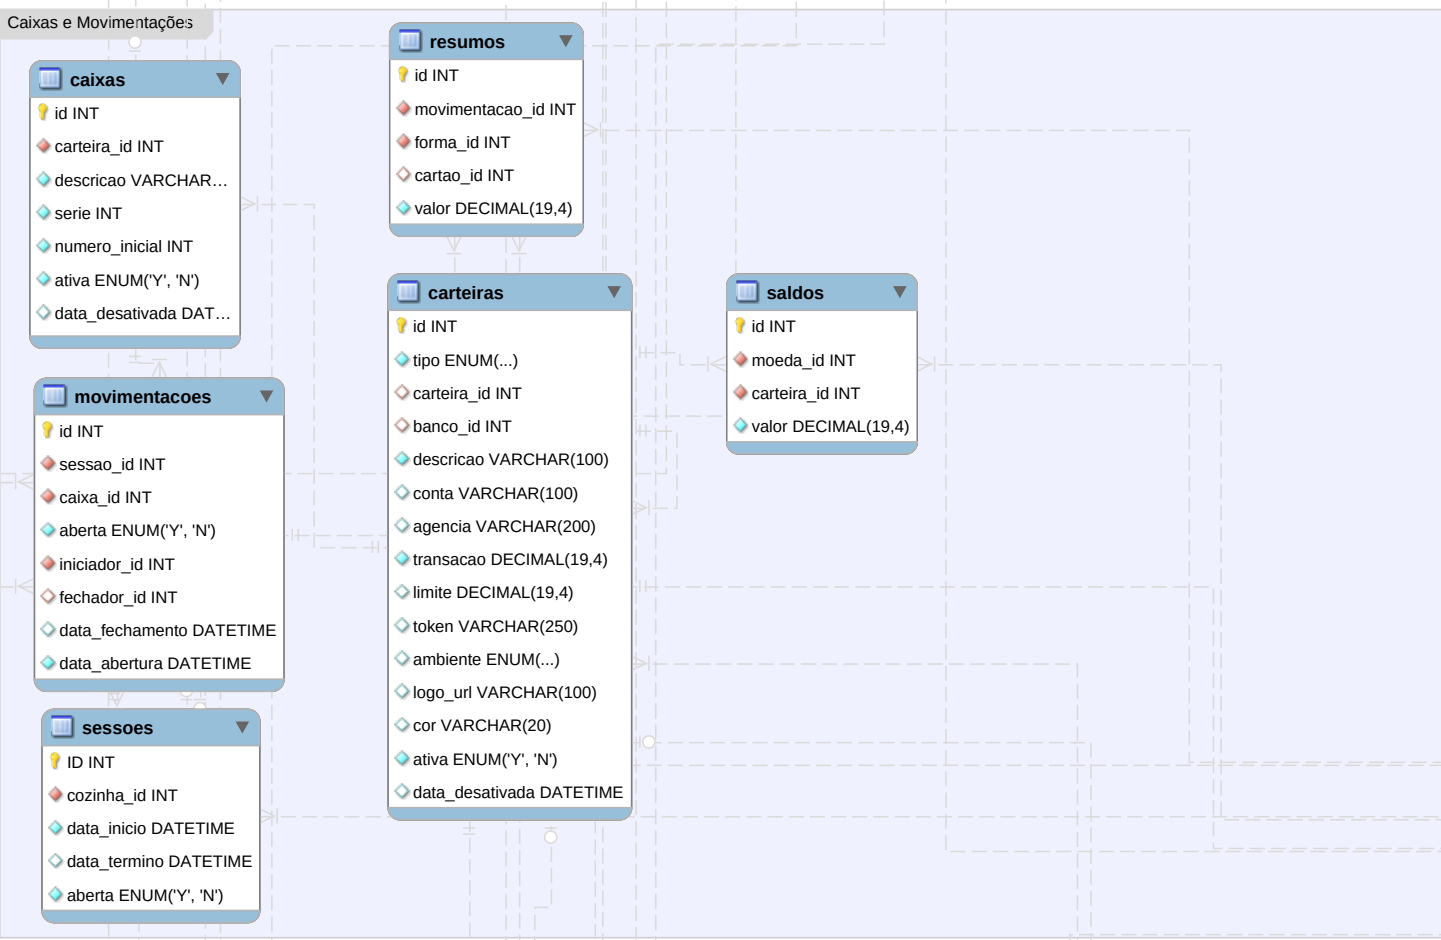 Caixas e Movimentações
caixas
id INT
carteira_id INT
descricao VARCHAR...
serie INT
numero_inicial INT
ativa ENUM('Y', 'N')
data_desativada DAT...
resumos
id INT
movimentacao_id INT
forma_id INT
cartao_id INT
valor DECIMAL(19,4)
carteiras
id INT
tipo ENUM(...)
carteira_id INT
banco_id INT
descricao VARCHAR(100)
conta VARCHAR(100)
agencia VARCHAR(200)
transacao DECIMAL(19,4)
limite DECIMAL(19,4)
token VARCHAR(250)
ambiente ENUM(...)
logo_url VARCHAR(100)
cor VARCHAR(20)
ativa ENUM('Y', 'N')
data_desativada DATETIME
saldos
id INT
moeda_id INT
carteira_id INT
valor DECIMAL(19,4)
movimentacoes
id INT
sessao_id INT
caixa_id INT
aberta ENUM('Y', 'N')
iniciador_id INT
fechador_id INT
data_fechamento DATETIME
data_abertura DATETIME
sessoes
ID INT
cozinha_id INT
data_inicio DATETIME
data_termino DATETIME
aberta ENUM('Y', 'N')